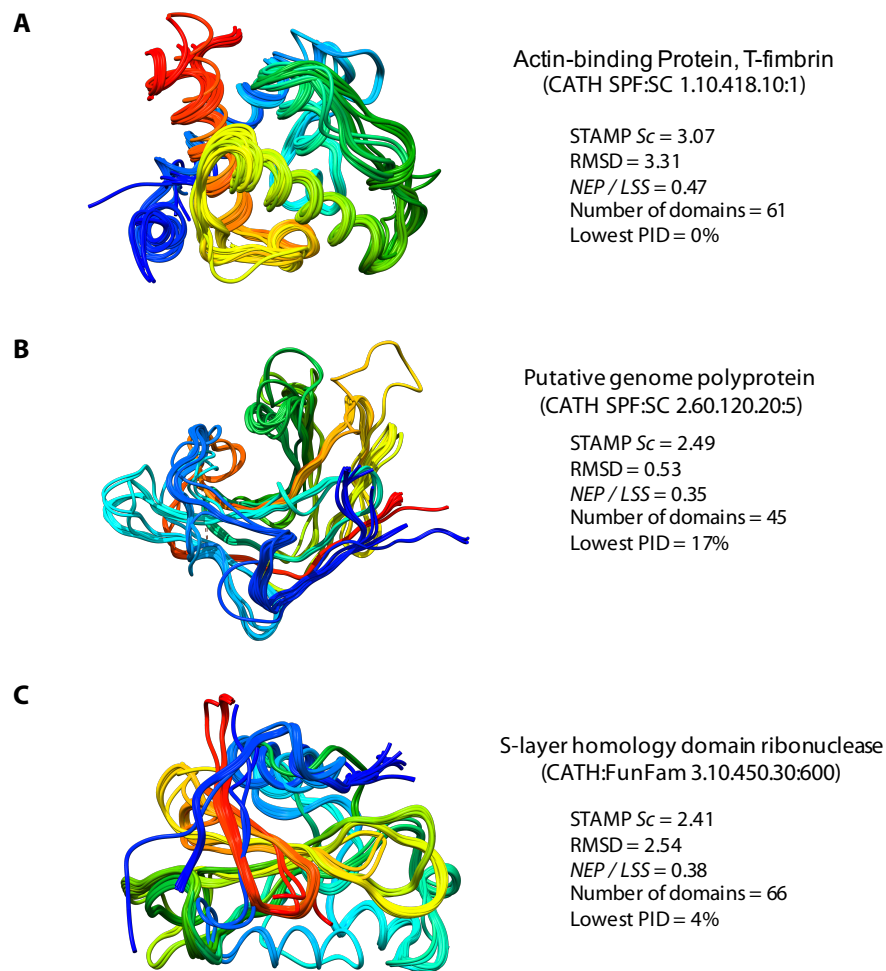 A
Actin-binding Protein, T-fimbrin
(CATH SPF:SC 1.10.418.10:1)
STAMP Sc = 3.07
RMSD = 3.31
NEP / LSS = 0.47
Number of domains = 61
Lowest PID = 0%
B
Putative genome polyprotein
(CATH SPF:SC 2.60.120.20:5)
STAMP Sc = 2.49
RMSD = 0.53
NEP / LSS = 0.35
Number of domains = 45
Lowest PID = 17%
C
S-layer homology domain ribonuclease
(CATH:FunFam 3.10.450.30:600)
STAMP Sc = 2.41
RMSD = 2.54
NEP / LSS = 0.38
Number of domains = 66
Lowest PID = 4%